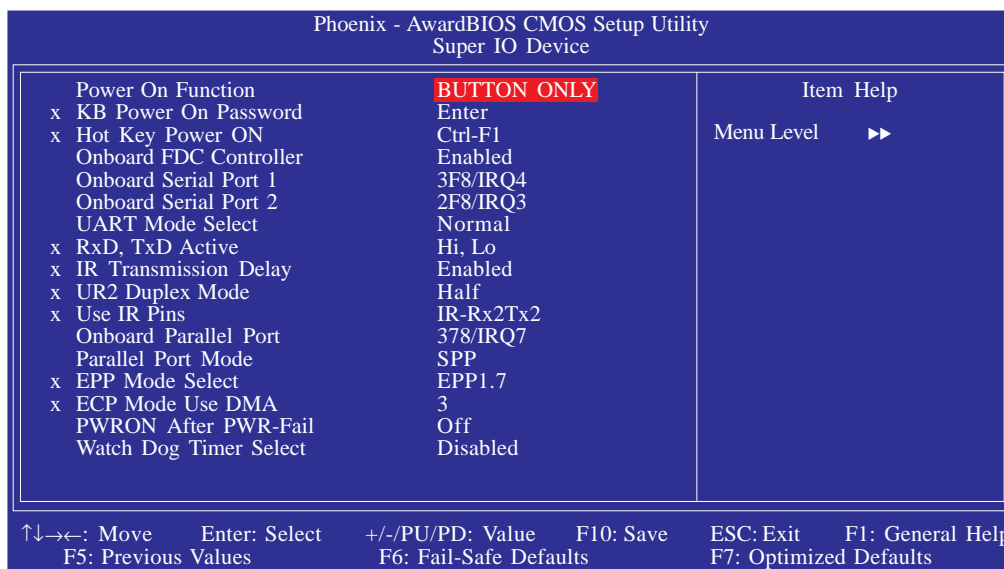 Phoenix - AwardBIOS CMOS Setup Utility
Super IO Device
Power On Function BUTTON ONLY
x KB Power On Password Enter
x Hot Key Power ON Ctrl-F1
Onboard FDC Controller Enabled
Onboard Serial Port 1 3F8/IRQ4
Onboard Serial Port 2 2F8/IRQ3
UART Mode Select Normal
x RxD, TxD Active Hi, Lo
x IR Transmission Delay Enabled
x UR2 Duplex Mode Half
x Use IR Pins IR-Rx2Tx2
Onboard Parallel Port 378/IRQ7
Parallel Port Mode SPP
x EPP Mode Select EPP1.7
x ECP Mode Use DMA 3
PWRON After PWR-Fail Off
Watch Dog Timer Select Disabled
Item Help
Menu Level ▸▸
↑↓→←: Move Enter: Select +/-/PU/PD: Value F10: Save ESC: Exit F1: General Help
F5: Previous Values F6: Fail-Safe Defaults F7: Optimized Defaults